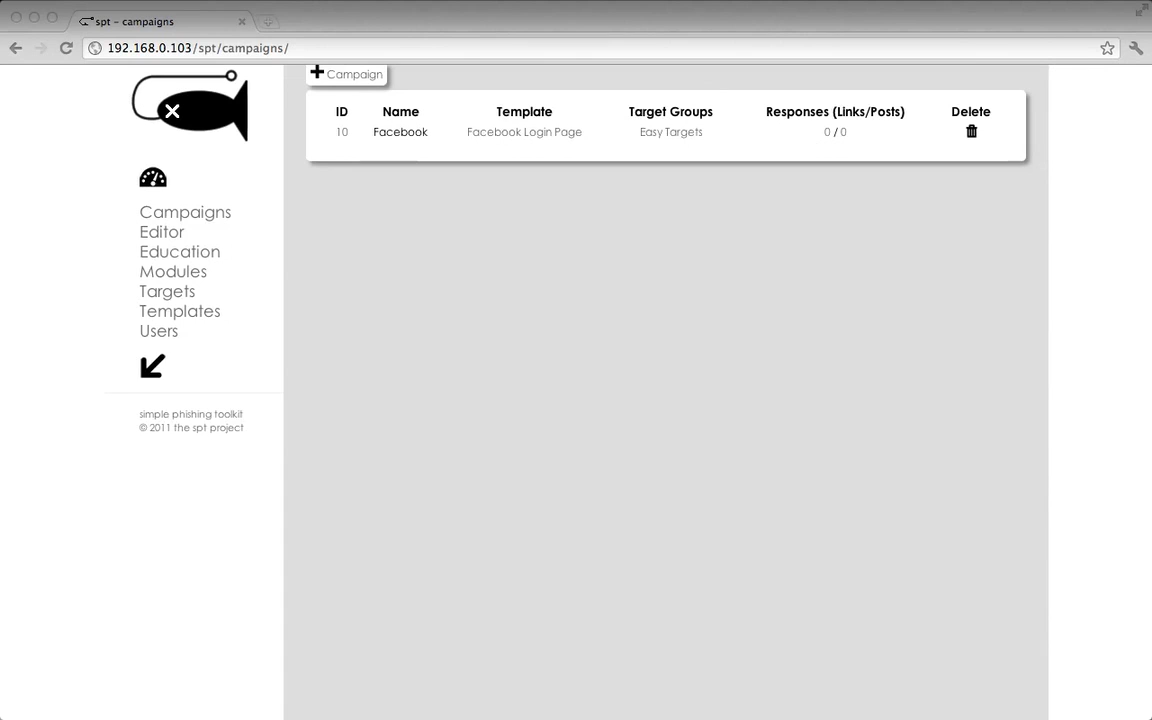 spt – campaigns
192.168.0.103/spt/campaigns/
Campaign
ID Name Template Target Groups Responses (Links/Posts) Delete
10 Facebook Facebook Login Page Easy Targets 0 / 0
Campaigns
Editor
Education
Modules
Targets
Templates
Users
simple phishing toolkit
© 2011 the spt project